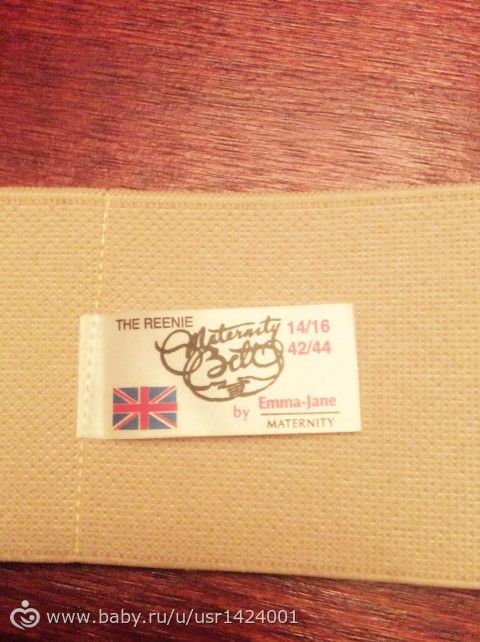 THE REENIE
Maternity
Belt
14/16
42/44
by Emma-Jane
MATERNITY
www.baby.ru/u/usr1424001